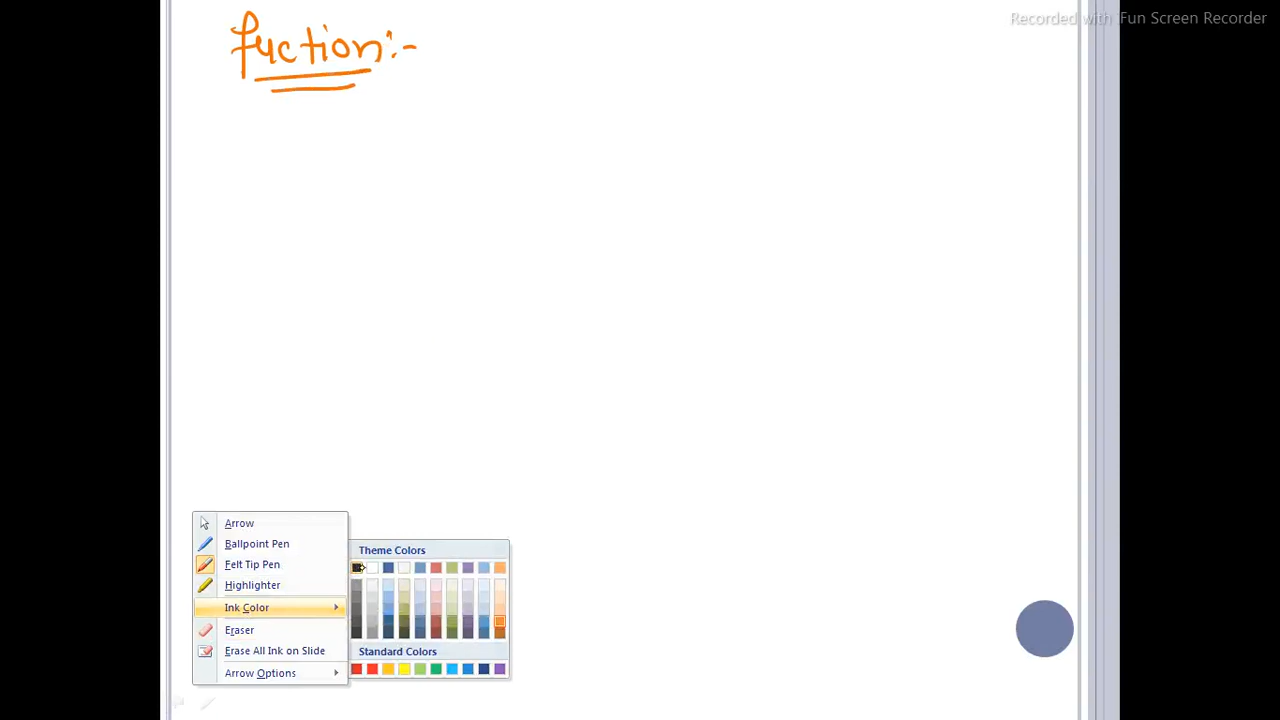 Recorded with iFun Screen Recorder
fuction:-
Arrow
Ballpoint Pen
Felt Tip Pen
Highlighter
Ink Color
Eraser
Erase All Ink on Slide
Arrow Options
Theme Colors
Standard Colors